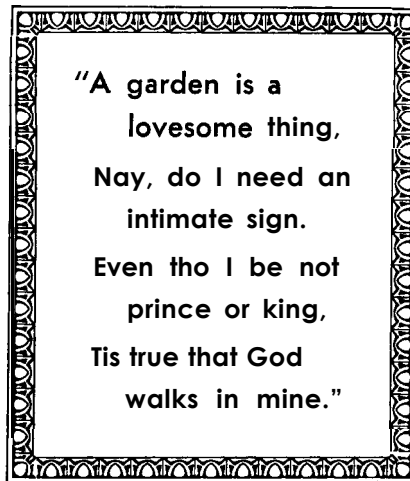 "A garden is a
lovesome thing,
Nay, do I need an
intimate sign.
Even tho I be not
prince or king,
Tis true that God
walks in mine."